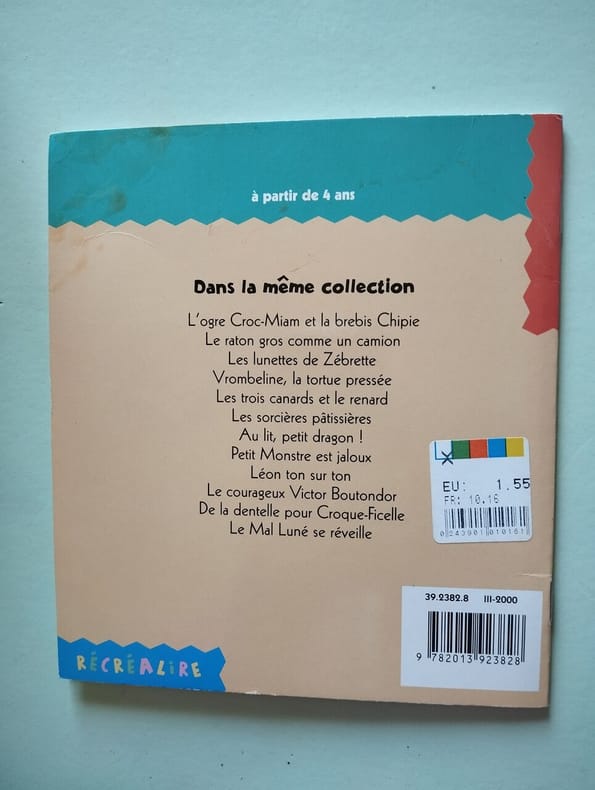 à partir de 4 ans
Dans la même collection
L'ogre Croc-Miam et la brebis Chipie
Le raton gros comme un camion
Les lunettes de Zébrette
Vrombeline, la tortue pressée
Les trois canards et le renard
Les sorcières pâtissières
Au lit, petit dragon !
Petit Monstre est jaloux
Léon ton sur ton
Le courageux Victor Boutondor
De la dentelle pour Croque-Ficelle
Le Mal Luné se réveille
EU: 1.55
FR: 10.16
0243901010161
39.2382.8 III-2000
9 782013 923828
RÉCRÉALIRE